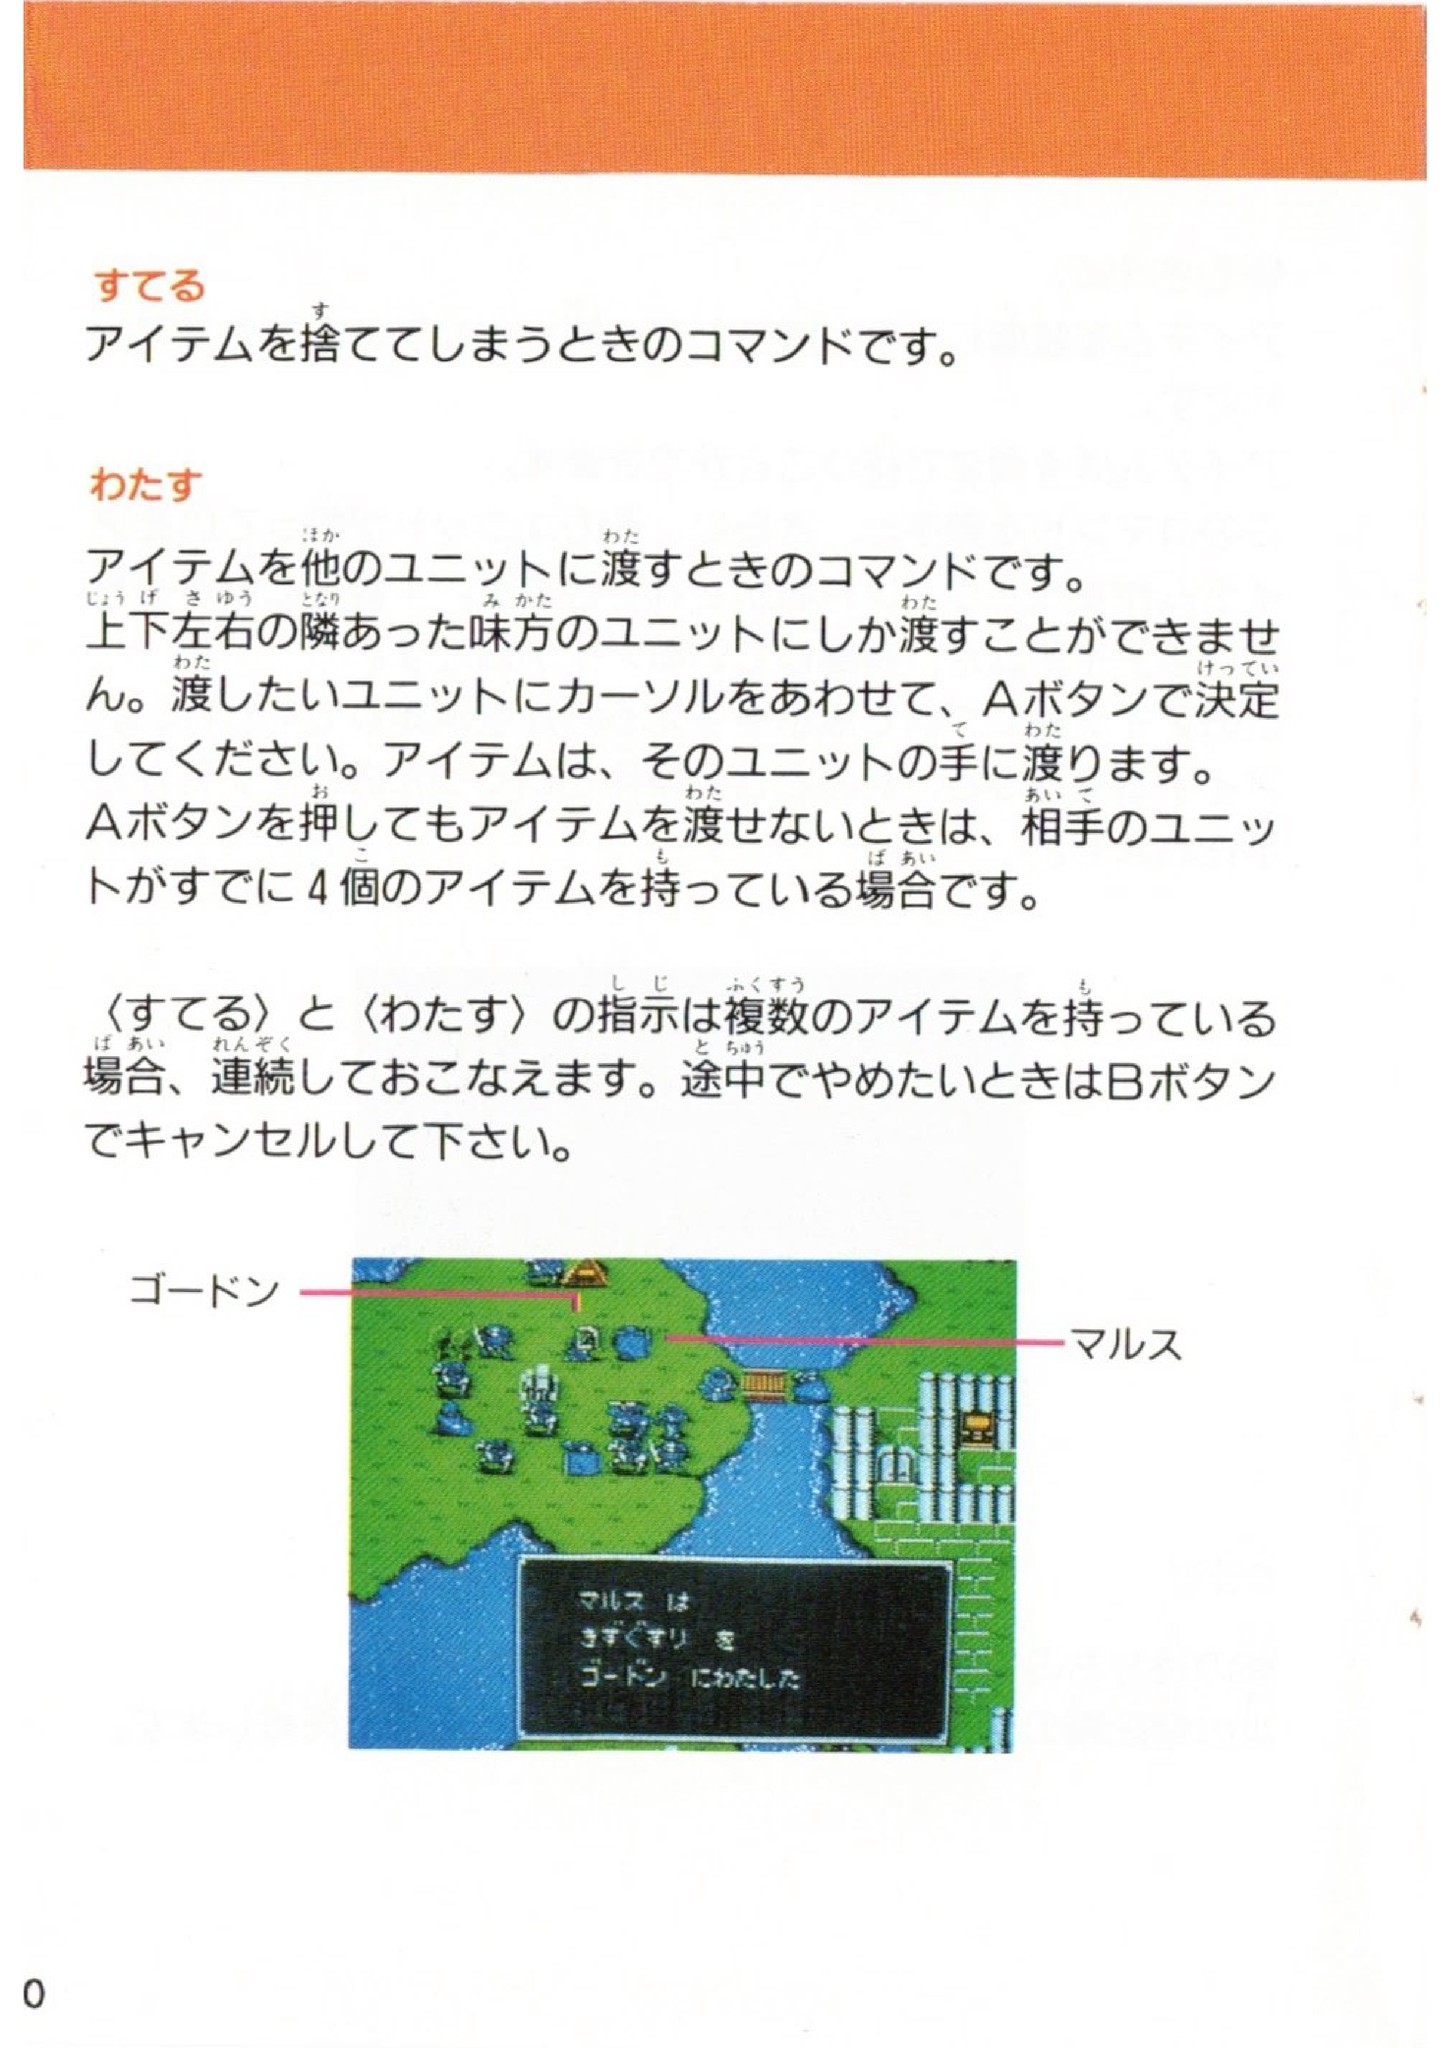 すてる
アイテムを捨ててしまうときのコマンドです。
わたす
アイテムを他のユニットに渡すときのコマンドです。
上下左右の隣あった味方のユニットにしか渡すことができませ
ん。渡したいユニットにカーソルをあわせて、Aボタンで決定
してください。アイテムは、そのユニットの手に渡ります。
Aボタンを押してもアイテムを渡せないときは、相手のユニッ
トがすでに4個のアイテムを持っている場合です。
〈すてる〉と〈わたす〉の指示は複数のアイテムを持っている
場合、連続しておこなえます。途中でやめたいときはBボタン
でキャンセルして下さい。
ゴードン
マルス
マルス は
きずぐすり を
ゴードン にわたした
0